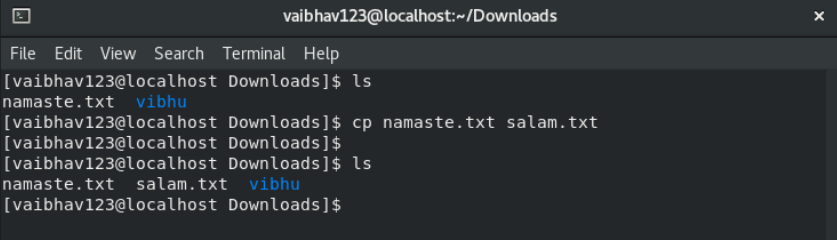 vaibhav123@localhost:~/Downloads
File Edit View Search Terminal Help
[vaibhav123@localhost Downloads]$ ls
namaste.txt  vibhu
[vaibhav123@localhost Downloads]$ cp namaste.txt salam.txt
[vaibhav123@localhost Downloads]$
[vaibhav123@localhost Downloads]$ ls
namaste.txt  salam.txt  vibhu
[vaibhav123@localhost Downloads]$